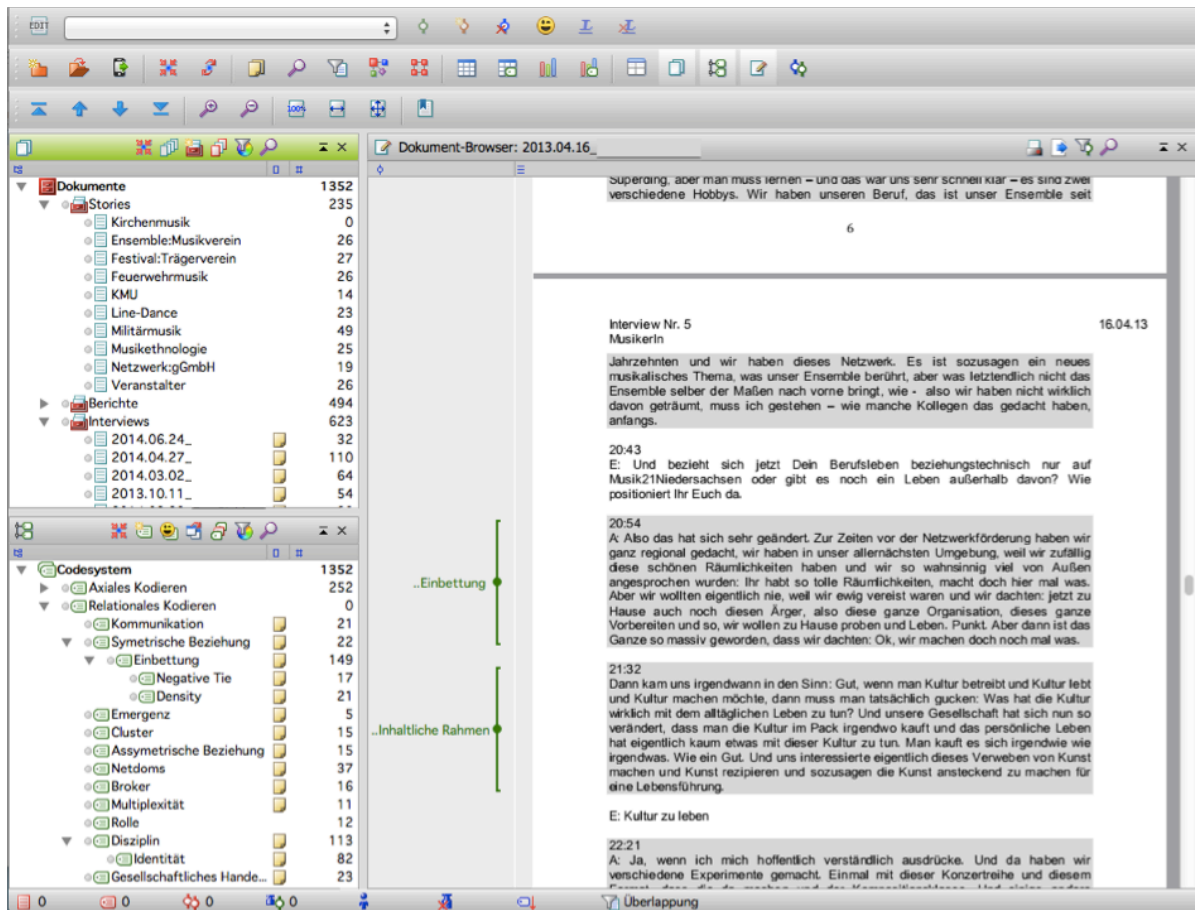 EDIT
100%
Dokumente 1352
Stories 235
Kirchenmusik 0
Ensemble:Musikverein 26
Festival:Trägerverein 27
Feuerwehrmusik 26
KMU 14
Line-Dance 23
Militärmusik 49
Musikethnologie 25
Netzwerk:gGmbH 19
Veranstalter 26
Berichte 494
Interviews 623
2014.06.24_ 32
2014.04.27_ 110
2014.03.02_ 64
2013.10.11_ 54
Codesystem 1352
Axiales Kodieren 252
Relationales Kodieren 0
Kommunikation 21
Symetrische Beziehung 22
Einbettung 149
Negative Tie 17
Density 21
Emergenz 5
Cluster 15
Assymetrische Beziehung 15
Netdoms 37
Broker 16
Multiplexität 11
Rolle 12
Disziplin 113
Identität 82
Gesellschaftliches Hande... 23
Dokument-Browser: 2013.04.16_
..Einbettung
..Inhaltliche Rahmen
Superding, aber man muss lernen – und das war uns sehr schnell klar – es sind zwei
verschiedene Hobbys. Wir haben unseren Beruf, das ist unser Ensemble seit
6
Interview Nr. 5 16.04.13
MusikerIn
Jahrzehnten und wir haben dieses Netzwerk. Es ist sozusagen ein neues
musikalisches Thema, was unser Ensemble berührt, aber was letztendlich nicht das
Ensemble selber der Maßen nach vorne bringt, wie - also wir haben nicht wirklich
davon geträumt, muss ich gestehen – wie manche Kollegen das gedacht haben,
anfangs.
20:43
E: Und bezieht sich jetzt Dein Berufsleben beziehungstechnisch nur auf
Musik21Niedersachsen oder gibt es noch ein Leben außerhalb davon? Wie
positioniert Ihr Euch da.
20:54
A: Also das hat sich sehr geändert. Zur Zeiten vor der Netzwerkförderung haben wir
ganz regional gedacht, wir haben in unser allernächsten Umgebung, weil wir zufällig
diese schönen Räumlichkeiten haben und wir so wahnsinnig viel von Außen
angesprochen wurden: Ihr habt so tolle Räumlichkeiten, macht doch hier mal was.
Aber wir wollten eigentlich nie, weil wir ewig vereist waren und wir dachten: jetzt zu
Hause auch noch diesen Ärger, also diese ganze Organisation, dieses ganze
Vorbereiten und so, wir wollen zu Hause proben und Leben. Punkt. Aber dann ist das
Ganze so massiv geworden, dass wir dachten: Ok, wir machen doch noch mal was.
21:32
Dann kam uns irgendwann in den Sinn: Gut, wenn man Kultur betreibt und Kultur lebt
und Kultur machen möchte, dann muss man tatsächlich gucken: Was hat die Kultur
wirklich mit dem alltäglichen Leben zu tun? Und unsere Gesellschaft hat sich nun so
verändert, dass man die Kultur im Pack irgendwo kauft und das persönliche Leben
hat eigentlich kaum etwas mit dieser Kultur zu tun. Man kauft es sich irgendwie wie
irgendwas. Wie ein Gut. Und uns interessierte eigentlich dieses Verweben von Kunst
machen und Kunst rezipieren und sozusagen die Kunst ansteckend zu machen für
eine Lebensführung.
E: Kultur zu leben
22:21
A: Ja, wenn ich mich hoffentlich verständlich ausdrücke. Und da haben wir
verschiedene Experimente gemacht. Einmal mit dieser Konzertreihe und diesem
0 0 0 0 Überlappung